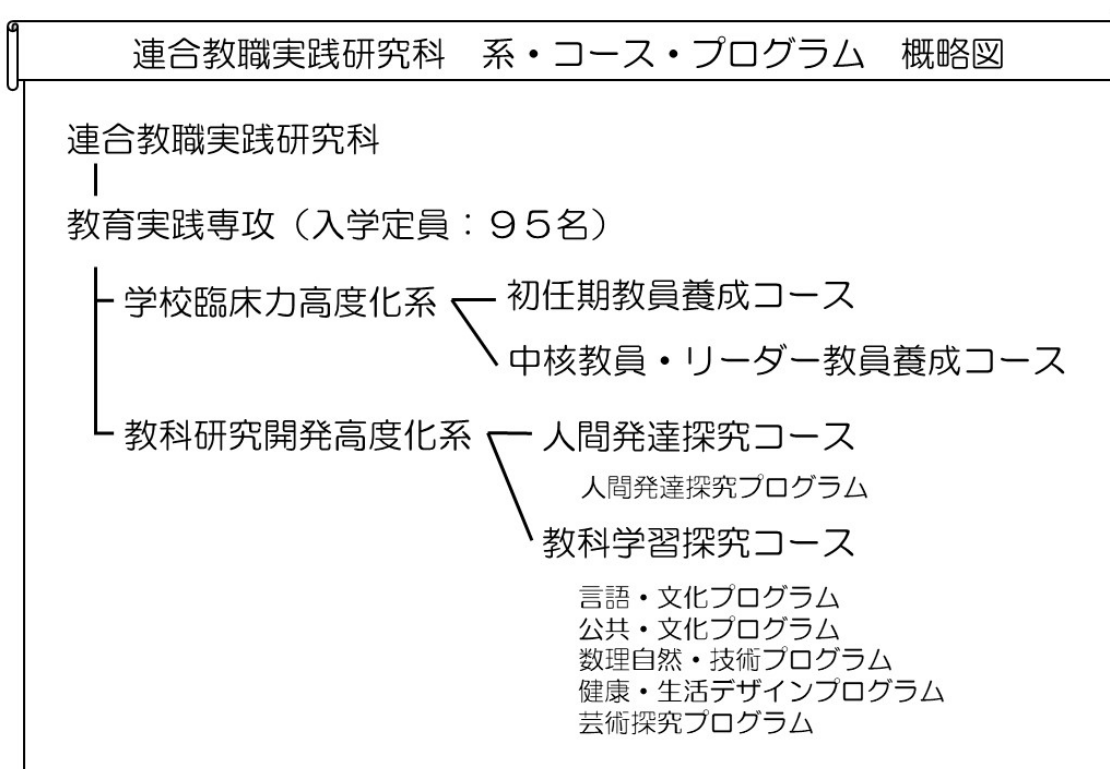 連合教職実践研究科　系・コース・プログラム　概略図
連合教職実践研究科
教育実践専攻（入学定員：９５名）
学校臨床力高度化系
初任期教員養成コース
中核教員・リーダー教員養成コース
教科研究開発高度化系
人間発達探究コース
人間発達探究プログラム
教科学習探究コース
言語・文化プログラム
公共・文化プログラム
数理自然・技術プログラム
健康・生活デザインプログラム
芸術探究プログラム